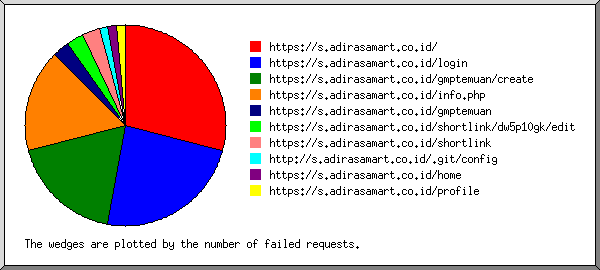 https://s.adirasamart.co.id/
https://s.adirasamart.co.id/login
https://s.adirasamart.co.id/gmptemuan/create
https://s.adirasamart.co.id/info.php
https://s.adirasamart.co.id/gmptemuan
https://s.adirasamart.co.id/shortlink/dw5p10gk/edit
https://s.adirasamart.co.id/shortlink
http://s.adirasamart.co.id/.git/config
https://s.adirasamart.co.id/home
https://s.adirasamart.co.id/profile
The wedges are plotted by the number of failed requests.